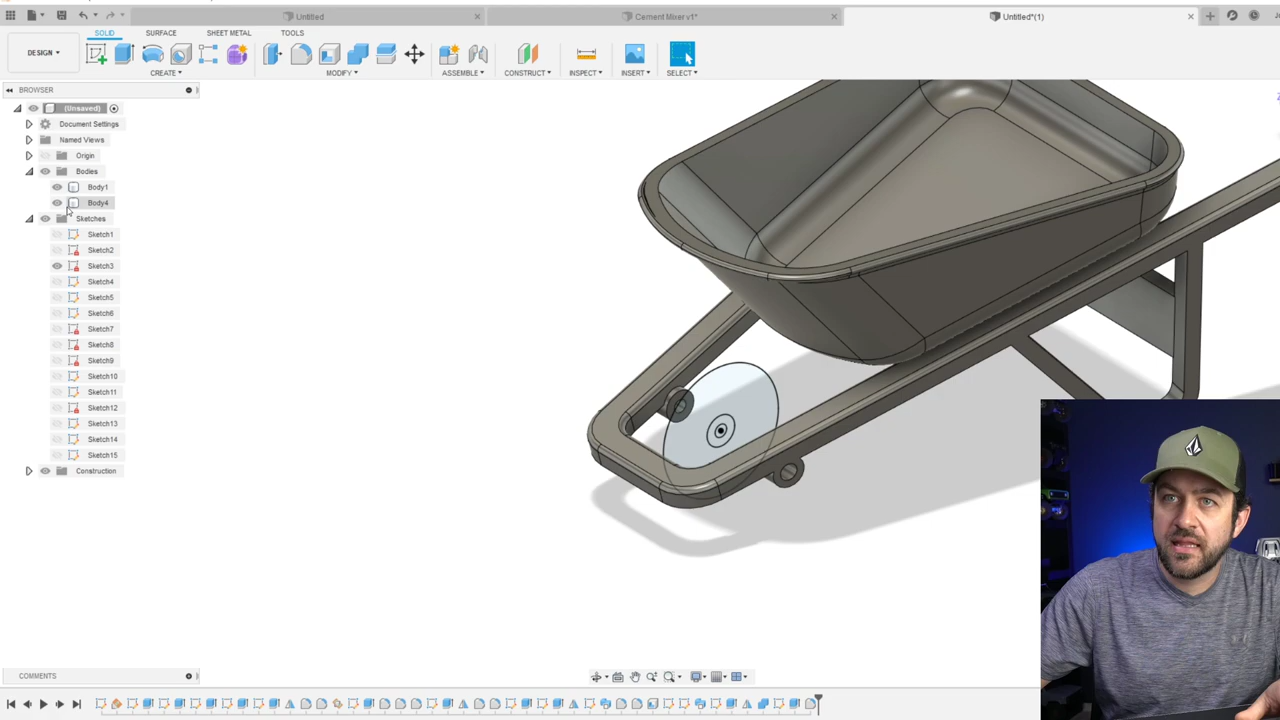 Untitled
Cement Mixer v1*
Untitled*(1)
SOLID
SURFACE
SHEET METAL
TOOLS
DESIGN
CREATE
MODIFY
ASSEMBLE
CONSTRUCT
INSPECT
INSERT
SELECT
BROWSER
(Unsaved)
Document Settings
Named Views
Origin
Bodies
Body1
Body4
Sketches
Sketch1
Sketch2
Sketch3
Sketch4
Sketch5
Sketch6
Sketch7
Sketch8
Sketch9
Sketch10
Sketch11
Sketch12
Sketch13
Sketch14
Sketch15
Construction
COMMENTS